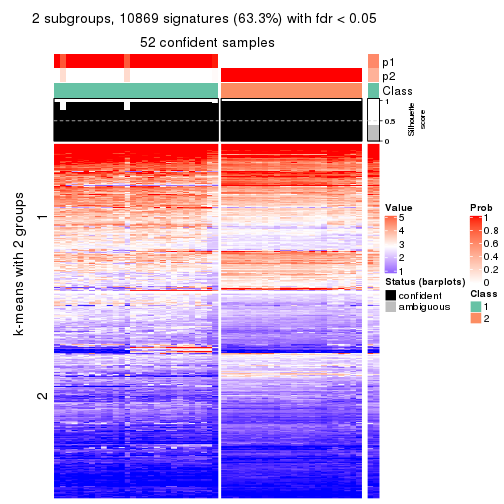 2 subgroups, 10869 signatures (63.3%) with fdr < 0.05
52 confident samples
p1
p2
Class
1
0.5
0
Silhouette
score
k-means with 2 groups
1
2
Value
5
4
3
2
1
Prob
1
0.8
0.6
0.4
0.2
0
Status (barplots)
confident
ambiguous
Class
1
2